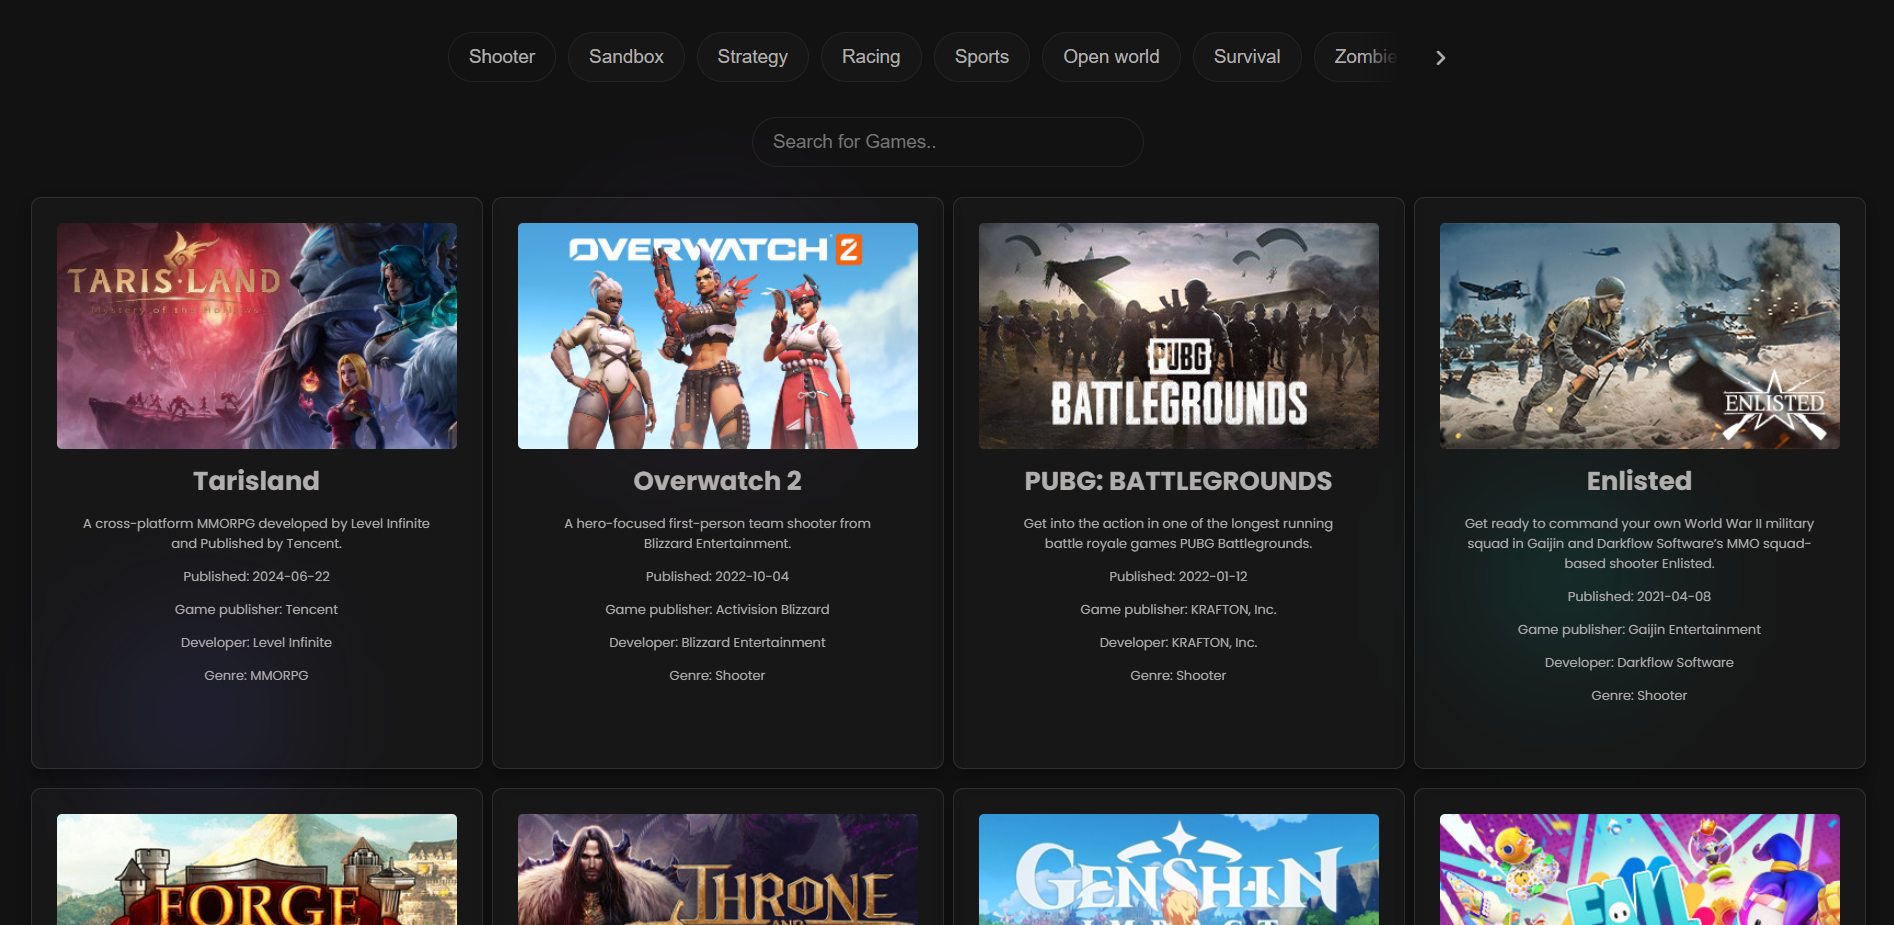 Shooter
Sandbox
Strategy
Racing
Sports
Open world
Survival
Zombie
Search for Games..
TARIS·LAND
Mystery of the
OVERWATCH 2
PUBG
BATTLEGROUNDS
ENLISTED
Tarisland
A cross-platform MMORPG developed by Level Infinite
and Published by Tencent.
Published: 2024-06-22
Game publisher: Tencent
Developer: Level Infinite
Genre: MMORPG
Overwatch 2
A hero-focused first-person team shooter from
Blizzard Entertainment.
Published: 2022-10-04
Game publisher: Activision Blizzard
Developer: Blizzard Entertainment
Genre: Shooter
PUBG: BATTLEGROUNDS
Get into the action in one of the longest running
battle royale games PUBG Battlegrounds.
Published: 2022-01-12
Game publisher: KRAFTON, Inc.
Developer: KRAFTON, Inc.
Genre: Shooter
Enlisted
Get ready to command your own World War II military
squad in Gaijin and Darkflow Software’s MMO squad-
based shooter Enlisted.
Published: 2021-04-08
Game publisher: Gaijin Entertainment
Developer: Darkflow Software
Genre: Shooter
FORGE
THRONE
AND
GENSHIN
IMPACT
FALL